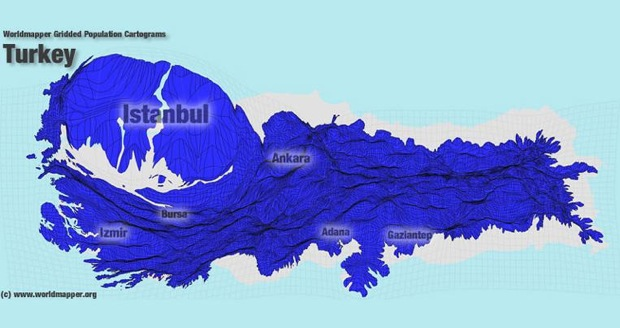 Worldmapper Gridded Population Cartograms
Turkey
Istanbul
Ankara
Bursa
Izmir
Adana
Gaziantep
(c) www.worldmapper.org